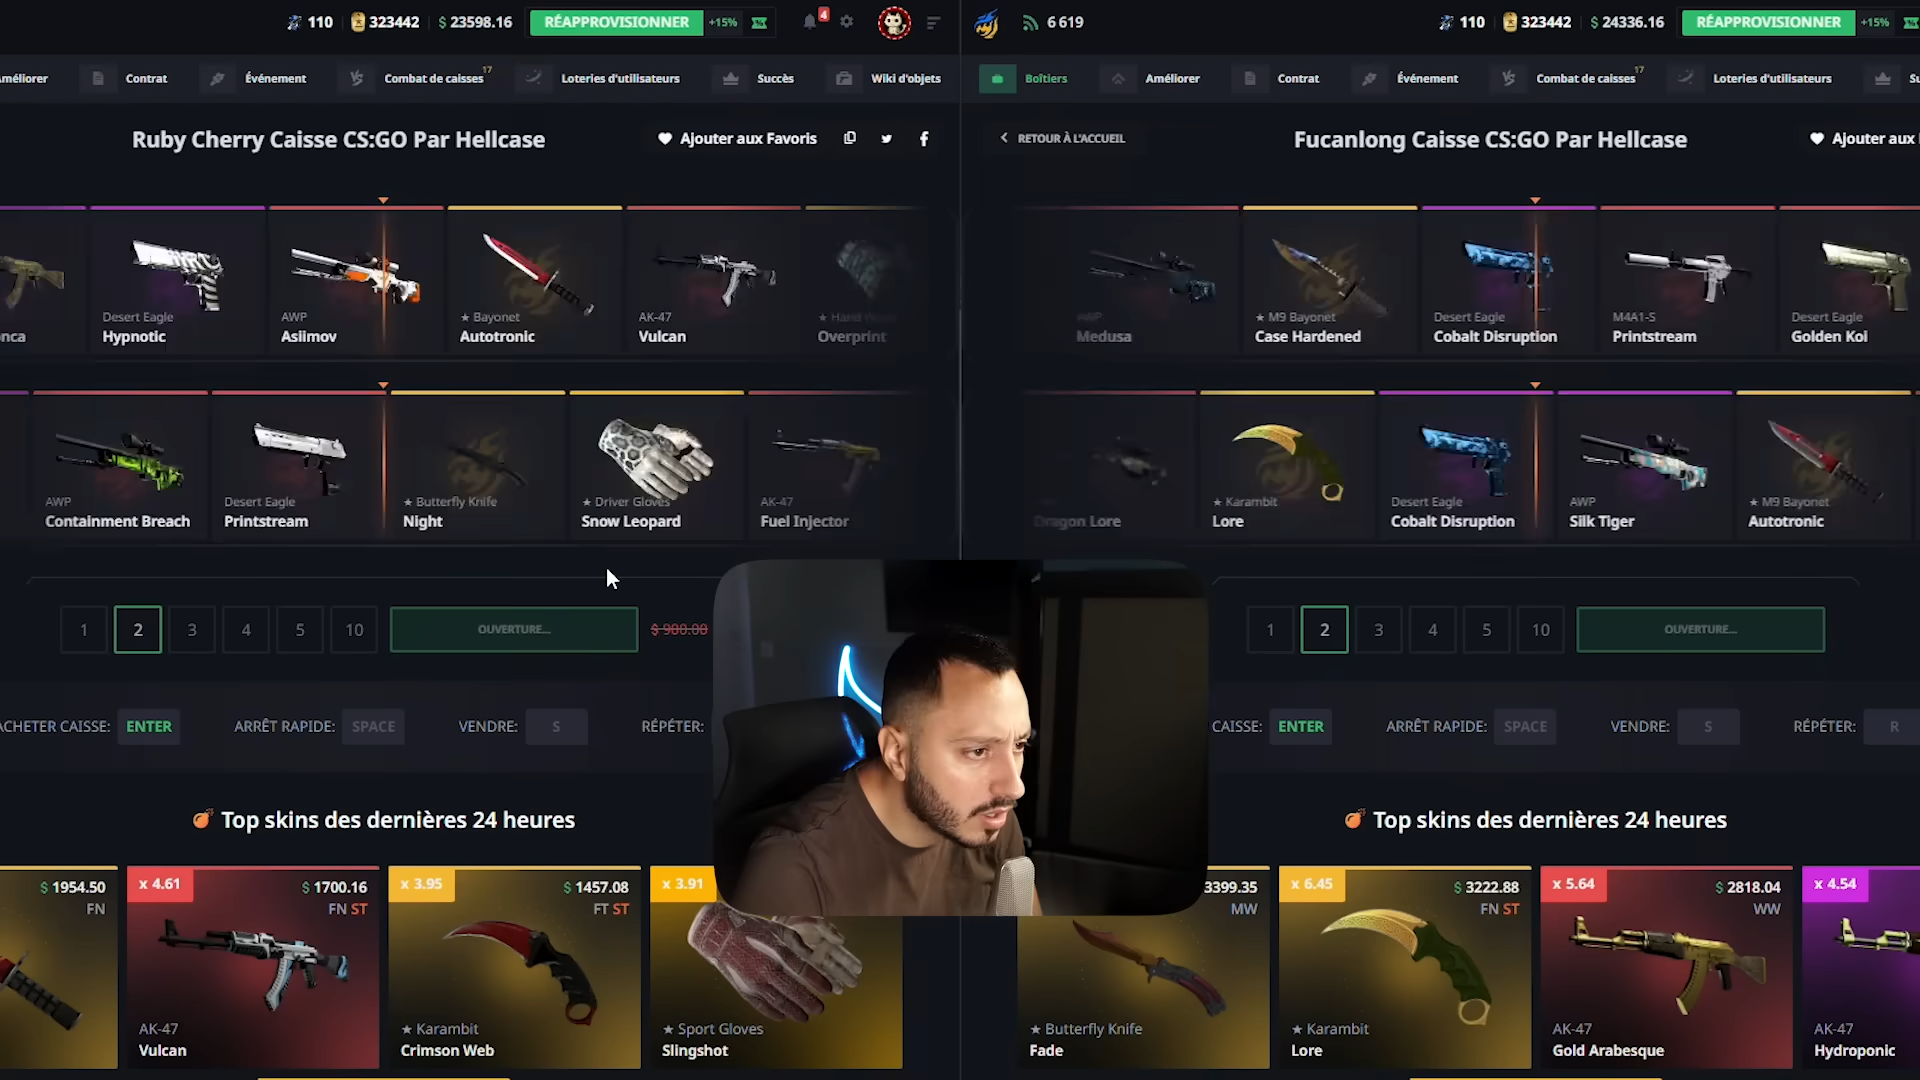 110
323442
$ 23598.16
RÉAPPROVISIONNER
+15%
4
6 619
110
323442
$ 24336.16
RÉAPPROVISIONNER
+15%
Améliorer
Contrat
Événement
Combat de caisses
17
Loteries d'utilisateurs
Succès
Wiki d'objets
Boîtiers
Améliorer
Contrat
Événement
Combat de caisses
17
Loteries d'utilisateurs
Ruby Cherry Caisse CS:GO Par Hellcase
Ajouter aux Favoris
RETOUR À L'ACCUEIL
Fucanlong Caisse CS:GO Par Hellcase
Ajouter aux
Desert Eagle
Hypnotic
AWP
Asiimov
★ Bayonet
Autotronic
AK-47
Vulcan
Overprint
AWP
Medusa
★ M9 Bayonet
Case Hardened
Desert Eagle
Cobalt Disruption
M4A1-S
Printstream
Desert Eagle
Golden Koi
AWP
Containment Breach
Desert Eagle
Printstream
★ Butterfly Knife
Night
★ Driver Gloves
Snow Leopard
AK-47
Fuel Injector
Dragon Lore
★ Karambit
Lore
Desert Eagle
Cobalt Disruption
AWP
Silk Tiger
★ M9 Bayonet
Autotronic
1
2
3
4
5
10
OUVERTURE...
1
2
3
4
5
10
OUVERTURE...
ACHETER CAISSE:
ENTER
ARRÊT RAPIDE:
SPACE
VENDRE:
S
RÉPÉTER:
CAISSE:
ENTER
ARRÊT RAPIDE:
SPACE
VENDRE:
S
RÉPÉTER:
R
Top skins des dernières 24 heures
Top skins des dernières 24 heures
$ 1954.50
FN
x 4.61
$ 1700.16
FN ST
AK-47
Vulcan
x 3.95
$ 1457.08
FT ST
★ Karambit
Crimson Web
x 3.91
★ Sport Gloves
Slingshot
3399.35
MW
★ Butterfly Knife
Fade
x 6.45
$ 3222.88
FN ST
★ Karambit
Lore
x 5.64
$ 2818.04
WW
AK-47
Gold Arabesque
x 4.54
AK-47
Hydroponic